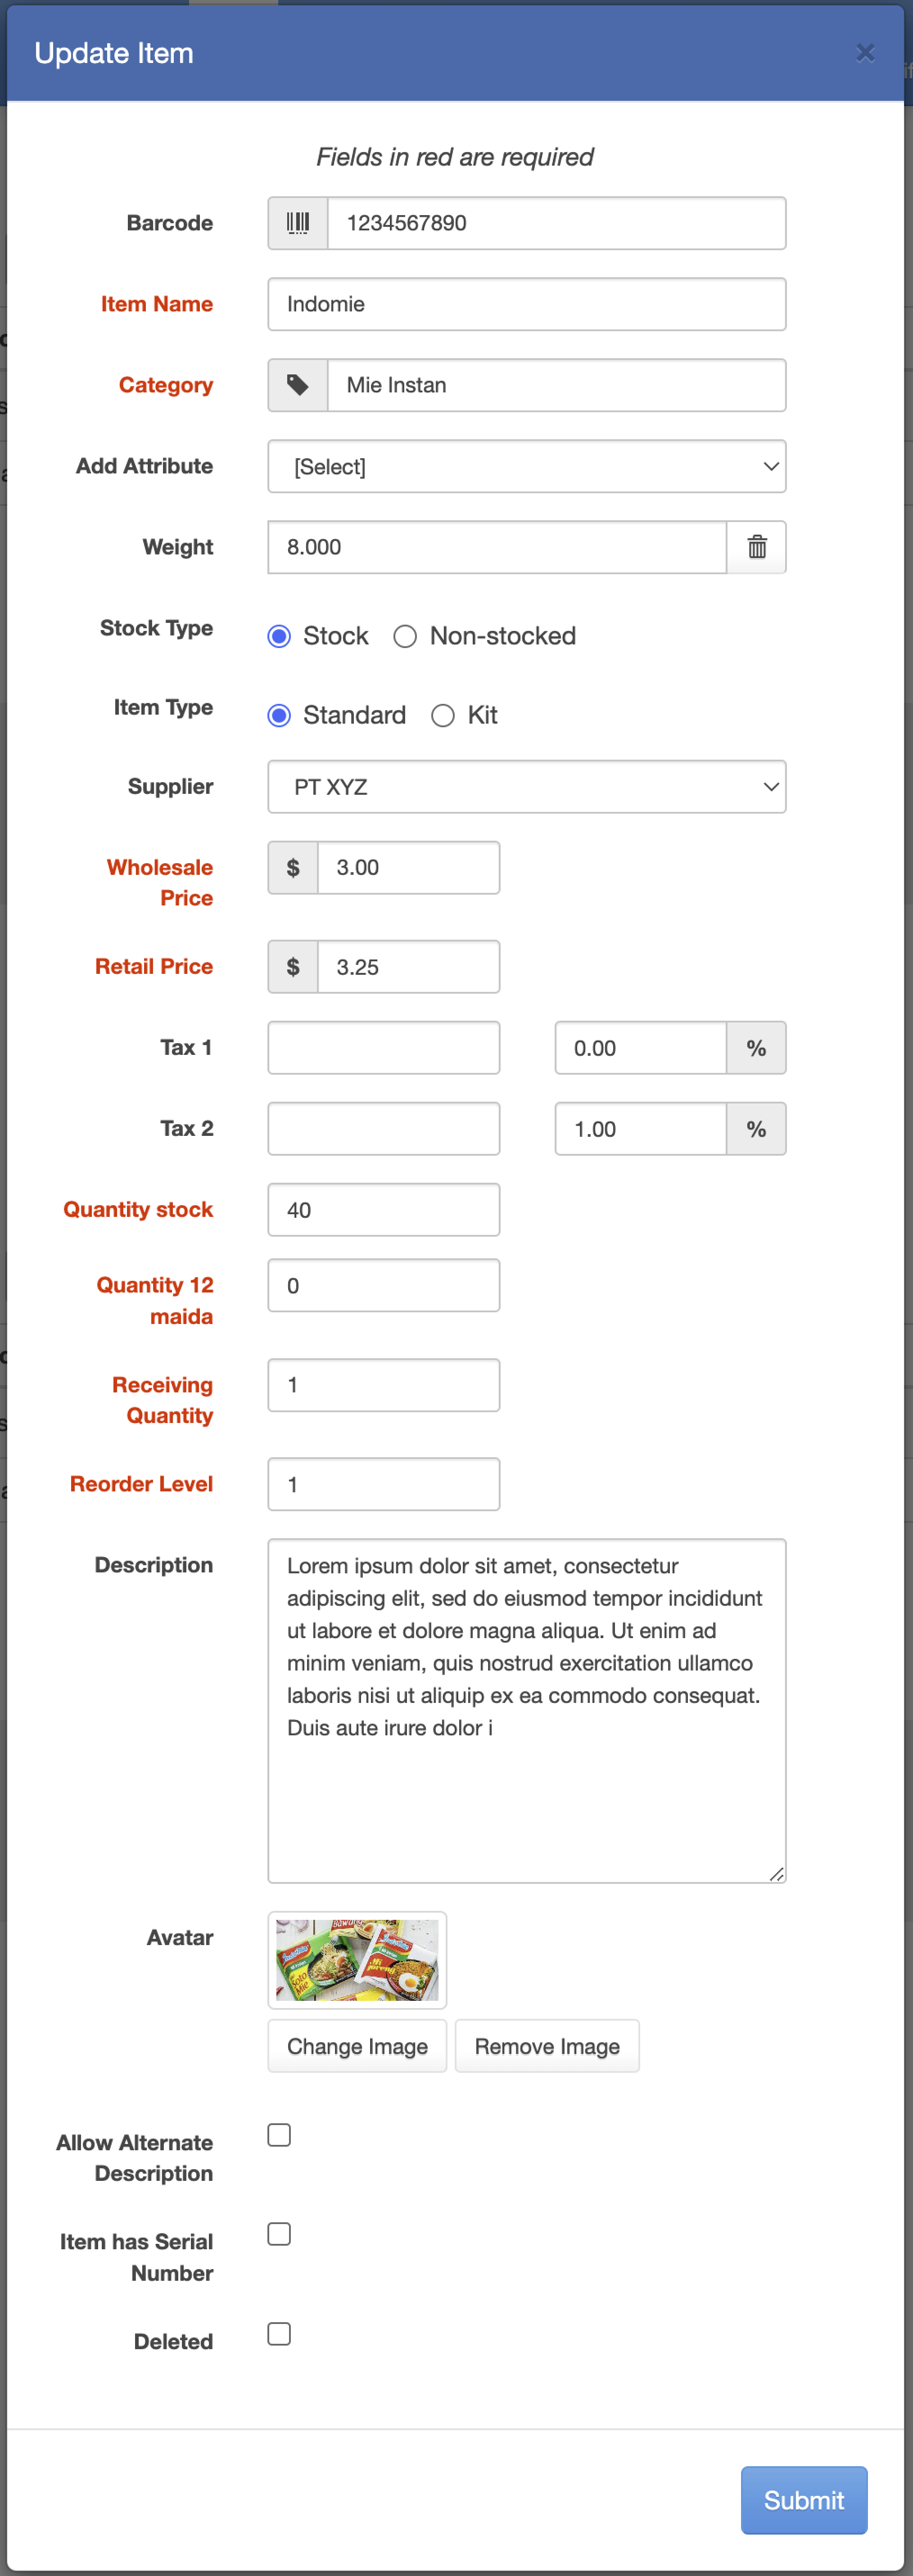 Update Item
×
Fields in red are required
Barcode 1234567890
Item Name Indomie
Category Mie Instan
Add Attribute [Select]
Weight 8.000
Stock Type Stock Non-stocked
Item Type Standard Kit
Supplier PT XYZ
Wholesale
Price
$ 3.00
Retail Price $ 3.25
Tax 1 0.00 %
Tax 2 1.00 %
Quantity stock 40
Quantity 12
maida
0
Receiving
Quantity
1
Reorder Level 1
Description
Lorem ipsum dolor sit amet, consectetur
adipiscing elit, sed do eiusmod tempor incididunt
ut labore et dolore magna aliqua. Ut enim ad
minim veniam, quis nostrud exercitation ullamco
laboris nisi ut aliquip ex ea commodo consequat.
Duis aute irure dolor i
Avatar
Indomie
Soto
Mie
Indomie
Mi
Change Image Remove Image
Allow Alternate
Description
Item has Serial
Number
Deleted
Submit